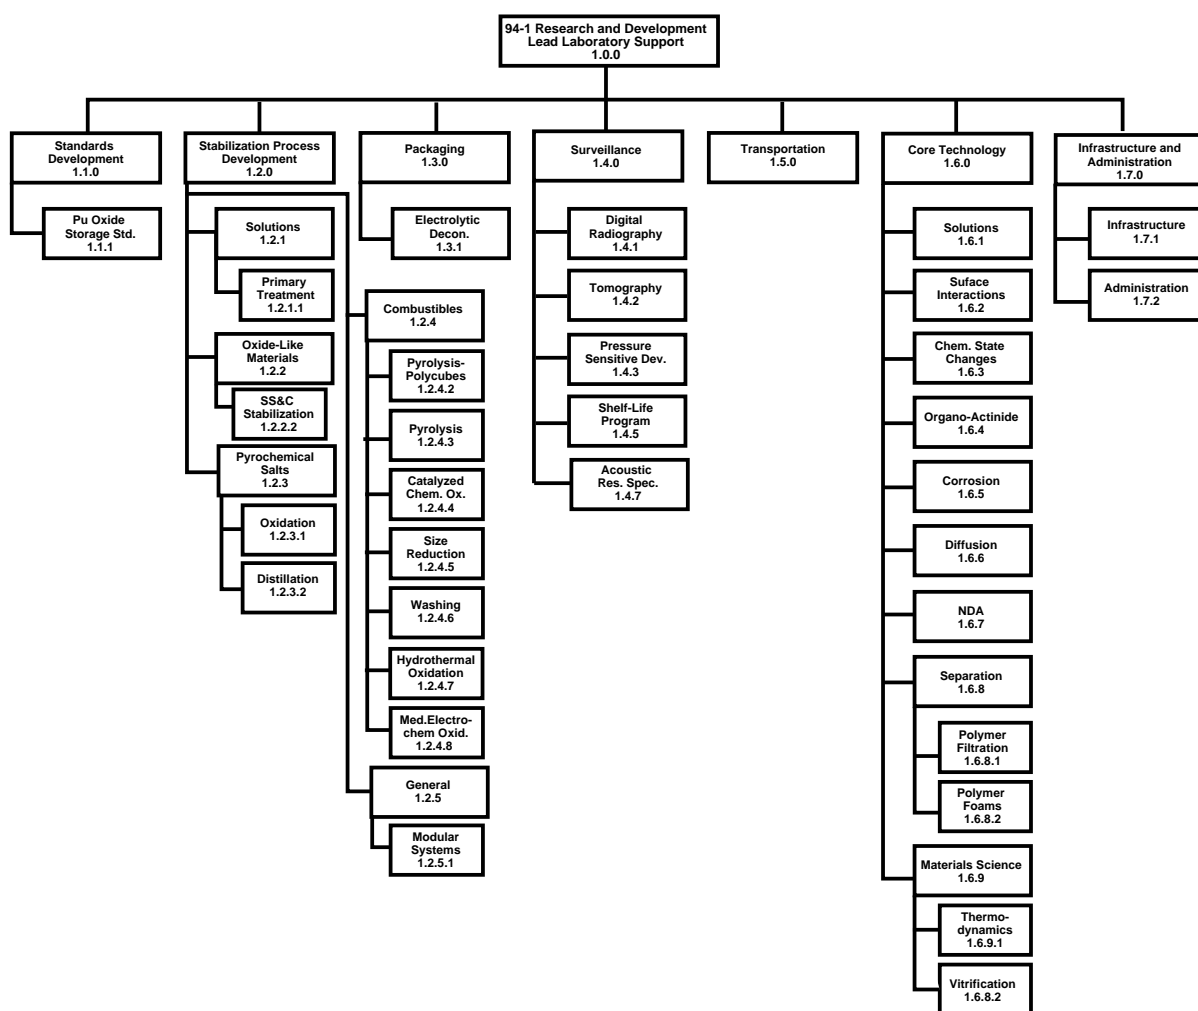 94-1 Research and Development
Lead Laboratory Support
1.0.0
Standards
Development
1.1.0
Pu Oxide
Storage Std.
1.1.1
Stabilization Process
Development
1.2.0
Solutions
1.2.1
Primary
Treatment
1.2.1.1
Oxide-Like
Materials
1.2.2
SS&C
Stabilization
1.2.2.2
Pyrochemical
Salts
1.2.3
Oxidation
1.2.3.1
Distillation
1.2.3.2
Combustibles
1.2.4
Pyrolysis-
Polycubes
1.2.4.2
Pyrolysis
1.2.4.3
Catalyzed
Chem. Ox.
1.2.4.4
Size
Reduction
1.2.4.5
Washing
1.2.4.6
Hydrothermal
Oxidation
1.2.4.7
Med.Electro-
chem Oxid.
1.2.4.8
General
1.2.5
Modular
Systems
1.2.5.1
Packaging
1.3.0
Electrolytic
Decon.
1.3.1
Surveillance
1.4.0
Digital
Radiography
1.4.1
Tomography
1.4.2
Pressure
Sensitive Dev.
1.4.3
Shelf-Life
Program
1.4.5
Acoustic
Res. Spec.
1.4.7
Transportation
1.5.0
Core Technology
1.6.0
Solutions
1.6.1
Suface
Interactions
1.6.2
Chem. State
Changes
1.6.3
Organo-Actinide
1.6.4
Corrosion
1.6.5
Diffusion
1.6.6
NDA
1.6.7
Separation
1.6.8
Polymer
Filtration
1.6.8.1
Polymer
Foams
1.6.8.2
Materials Science
1.6.9
Thermo-
dynamics
1.6.9.1
Vitrification
1.6.8.2
Infrastructure and
Administration
1.7.0
Infrastructure
1.7.1
Administration
1.7.2